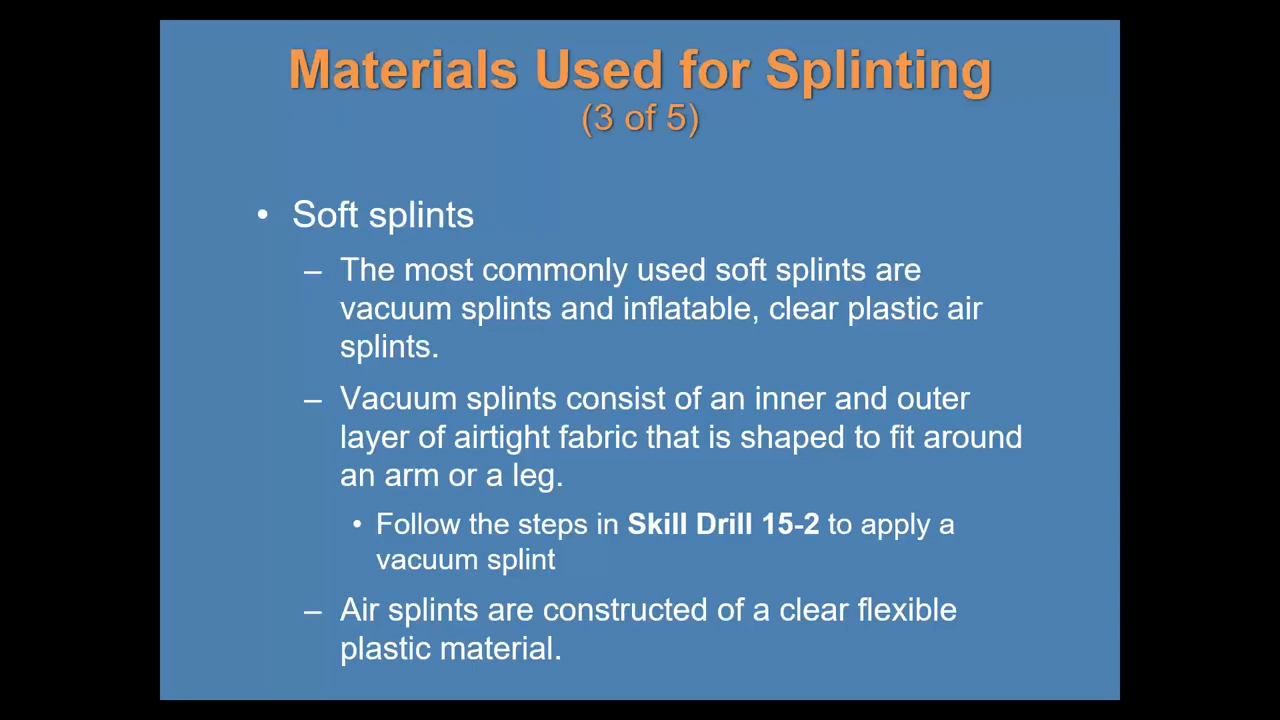 Materials Used for Splinting
(3 of 5)
• Soft splints
– The most commonly used soft splints are
vacuum splints and inflatable, clear plastic air
splints.
– Vacuum splints consist of an inner and outer
layer of airtight fabric that is shaped to fit around
an arm or a leg.
• Follow the steps in Skill Drill 15-2 to apply a
vacuum splint
– Air splints are constructed of a clear flexible
plastic material.